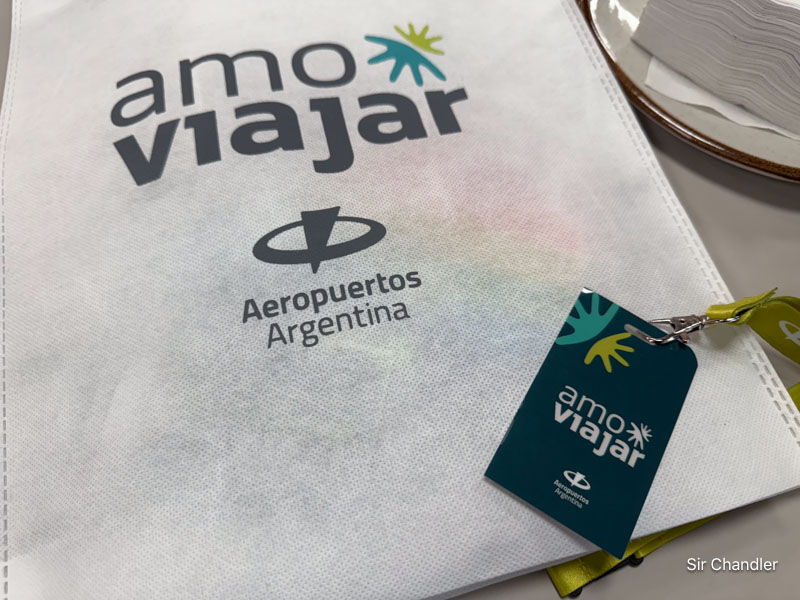 amo
viajar
Aeropuertos
Argentina
amo
viajar
Aeropuertos
Argentina
Sir Chandler